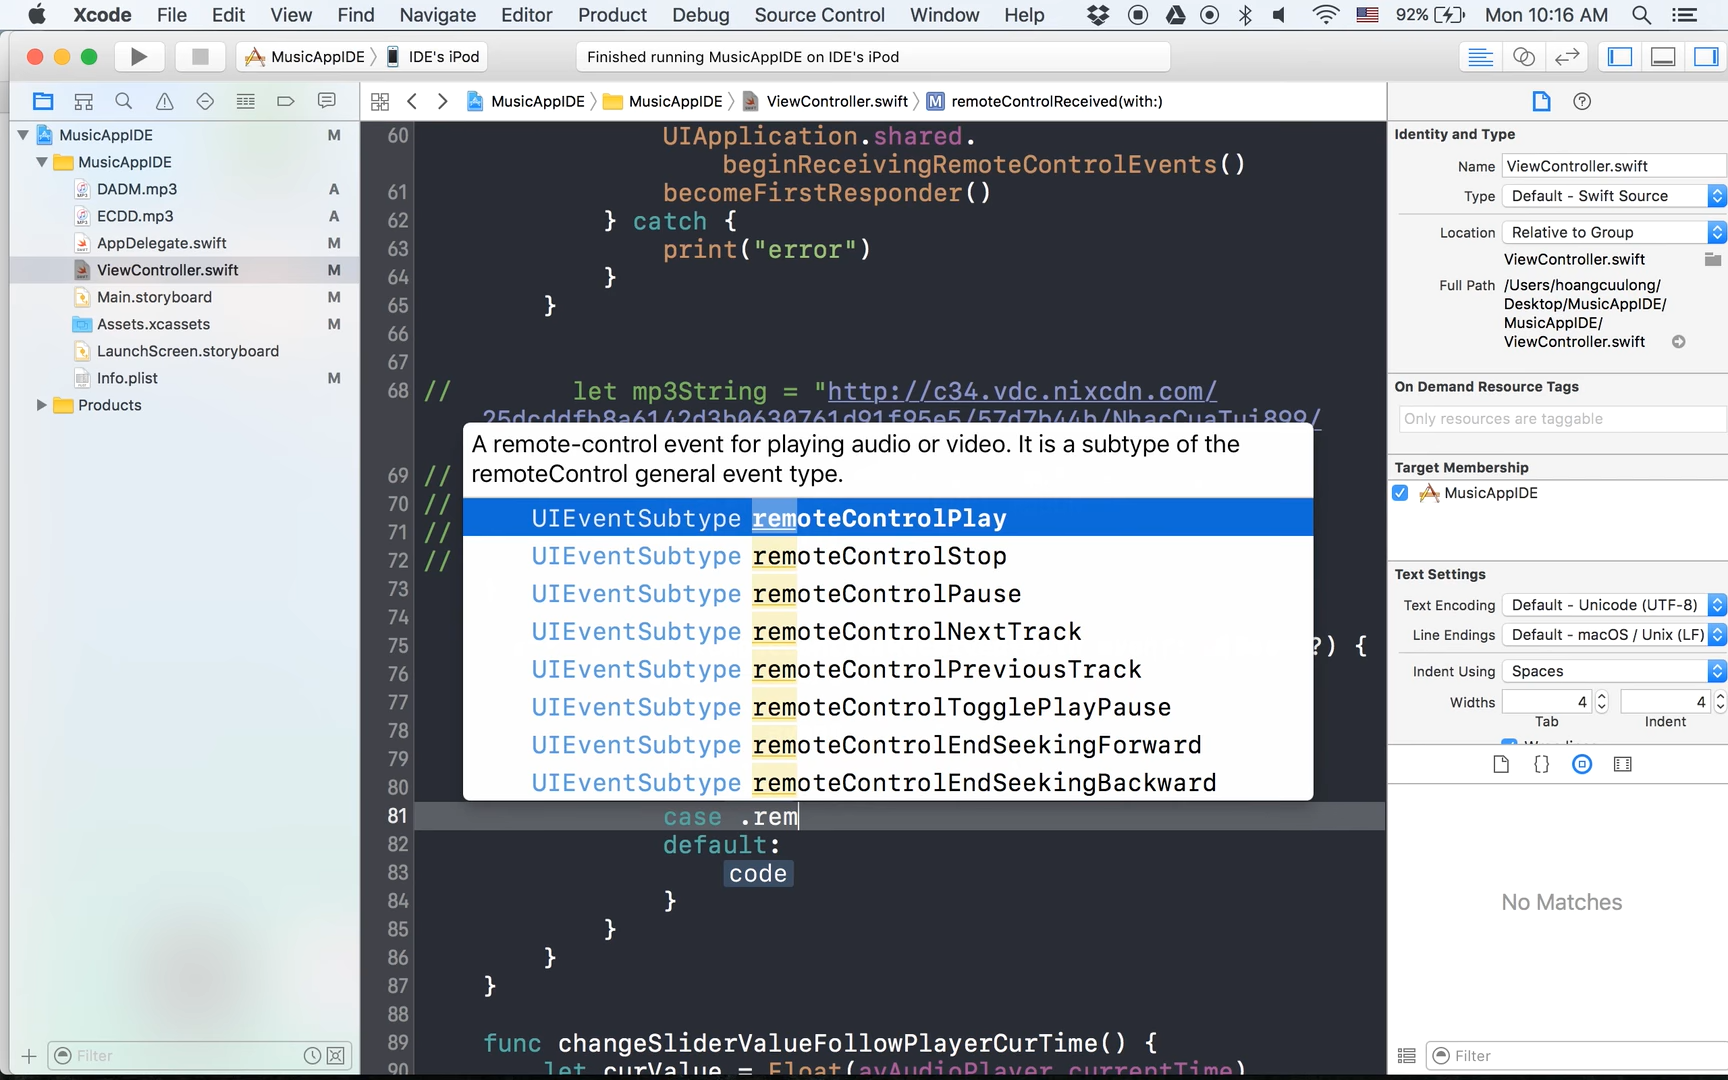 Xcode File Edit View Find Navigate Editor Product Debug Source Control Window Help 92% Mon 10:16 AM
MusicAppIDE IDE's iPod Finished running MusicAppIDE on IDE's iPod
MusicAppIDE MusicAppIDE ViewController.swift M remoteControlReceived(with:)
MusicAppIDE M
MusicAppIDE
DADM.mp3 A
ECDD.mp3 A
AppDelegate.swift M
ViewController.swift M
Main.storyboard M
Assets.xcassets M
LaunchScreen.storyboard
Info.plist M
Products
Filter
60 UIApplication.shared.
beginReceivingRemoteControlEvents()
61 becomeFirstResponder()
62 } catch {
63 print("error")
64 }
65 }
66
67
68 // let mp3String = "http://c34.vdc.nixcdn.com/
25dcddfb8a6142d3b0630761d91f95e5/57d7b44b/NhacCuaTui899/
69 //
70 //
71 //
72 //
73
74
75 ?) {
76
77
78
79
80
A remote-control event for playing audio or video. It is a subtype of the
remoteControl general event type.
UIEventSubtype remoteControlPlay
UIEventSubtype remoteControlStop
UIEventSubtype remoteControlPause
UIEventSubtype remoteControlNextTrack
UIEventSubtype remoteControlPreviousTrack
UIEventSubtype remoteControlTogglePlayPause
UIEventSubtype remoteControlEndSeekingForward
UIEventSubtype remoteControlEndSeekingBackward
81 case .rem
82 default:
83 code
84 }
85 }
86 }
87 }
88
89 func changeSliderValueFollowPlayerCurTime() {
90 let curValue = Float(avAudioPlayer.currentTime)
Identity and Type
Name ViewController.swift
Type Default - Swift Source
Location Relative to Group
ViewController.swift
Full Path /Users/hoangcuulong/
Desktop/MusicAppIDE/
MusicAppIDE/
ViewController.swift
On Demand Resource Tags
Only resources are taggable
Target Membership
MusicAppIDE
Text Settings
Text Encoding Default - Unicode (UTF-8)
Line Endings Default - macOS / Unix (LF)
Indent Using Spaces
Widths 4 4
Tab Indent
No Matches
Filter